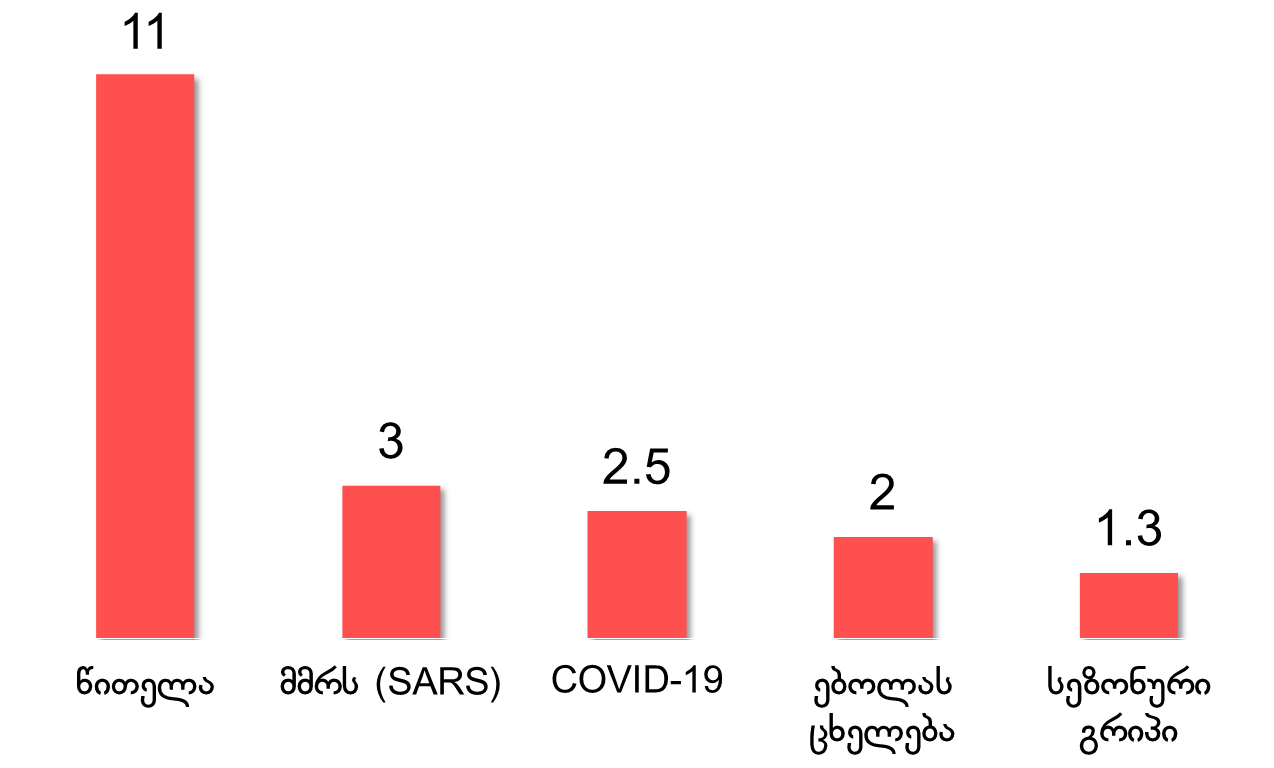 11
3
2.5
2
1.3
წითელა
მმრს (SARS)
COVID-19
ებოლას
ცხელება
სეზონური
გრიპი